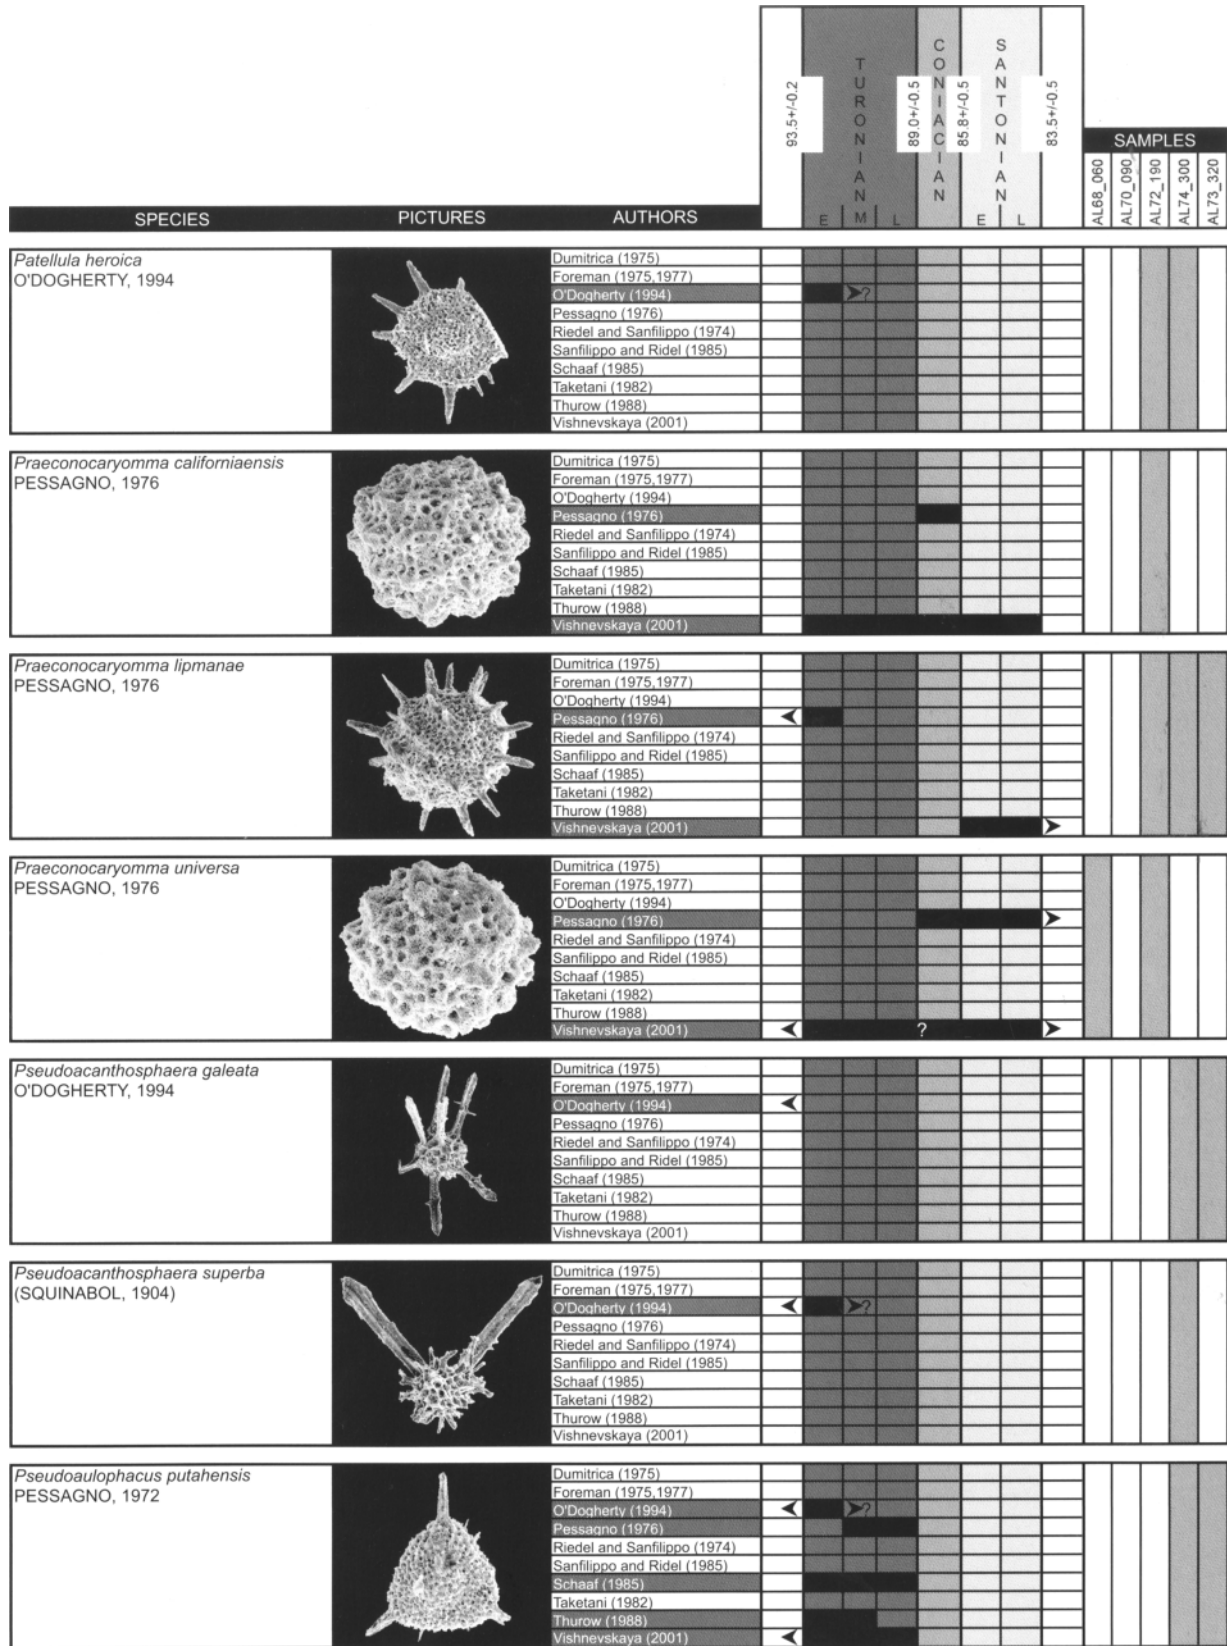 TURONIAN
CONIACIAN
SANTONIAN
93.5+/-0.2
89.0+/-0.5
85.8+/-0.5
83.5+/-0.5
SAMPLES
AL68_060
AL70_090
AL72_190
AL74_300
AL73_320
SPECIES PICTURES AUTHORS E M L E L
Patellula heroica
O'DOGHERTY, 1994
Dumitrica (1975)
Foreman (1975,1977)
O'Dogherty (1994) ?
Pessagno (1976)
Riedel and Sanfilippo (1974)
Sanfilippo and Ridel (1985)
Schaaf (1985)
Taketani (1982)
Thurow (1988)
Vishnevskaya (2001)
Praeconocaryomma californiaensis
PESSAGNO, 1976
Dumitrica (1975)
Foreman (1975,1977)
O'Dogherty (1994)
Pessagno (1976)
Riedel and Sanfilippo (1974)
Sanfilippo and Ridel (1985)
Schaaf (1985)
Taketani (1982)
Thurow (1988)
Vishnevskaya (2001)
Praeconocaryomma lipmanae
PESSAGNO, 1976
Dumitrica (1975)
Foreman (1975,1977)
O'Dogherty (1994)
Pessagno (1976)
Riedel and Sanfilippo (1974)
Sanfilippo and Ridel (1985)
Schaaf (1985)
Taketani (1982)
Thurow (1988)
Vishnevskaya (2001)
Praeconocaryomma universa
PESSAGNO, 1976
Dumitrica (1975)
Foreman (1975,1977)
O'Dogherty (1994)
Pessagno (1976)
Riedel and Sanfilippo (1974)
Sanfilippo and Ridel (1985)
Schaaf (1985)
Taketani (1982)
Thurow (1988)
Vishnevskaya (2001) ?
Pseudoacanthosphaera galeata
O'DOGHERTY, 1994
Dumitrica (1975)
Foreman (1975,1977)
O'Dogherty (1994)
Pessagno (1976)
Riedel and Sanfilippo (1974)
Sanfilippo and Ridel (1985)
Schaaf (1985)
Taketani (1982)
Thurow (1988)
Vishnevskaya (2001)
Pseudoacanthosphaera superba
(SQUINABOL, 1904)
Dumitrica (1975)
Foreman (1975,1977)
O'Dogherty (1994) ?
Pessagno (1976)
Riedel and Sanfilippo (1974)
Sanfilippo and Ridel (1985)
Schaaf (1985)
Taketani (1982)
Thurow (1988)
Vishnevskaya (2001)
Pseudoaulophacus putahensis
PESSAGNO, 1972
Dumitrica (1975)
Foreman (1975,1977)
O'Dogherty (1994) ?
Pessagno (1976)
Riedel and Sanfilippo (1974)
Sanfilippo and Ridel (1985)
Schaaf (1985)
Taketani (1982)
Thurow (1988)
Vishnevskaya (2001)